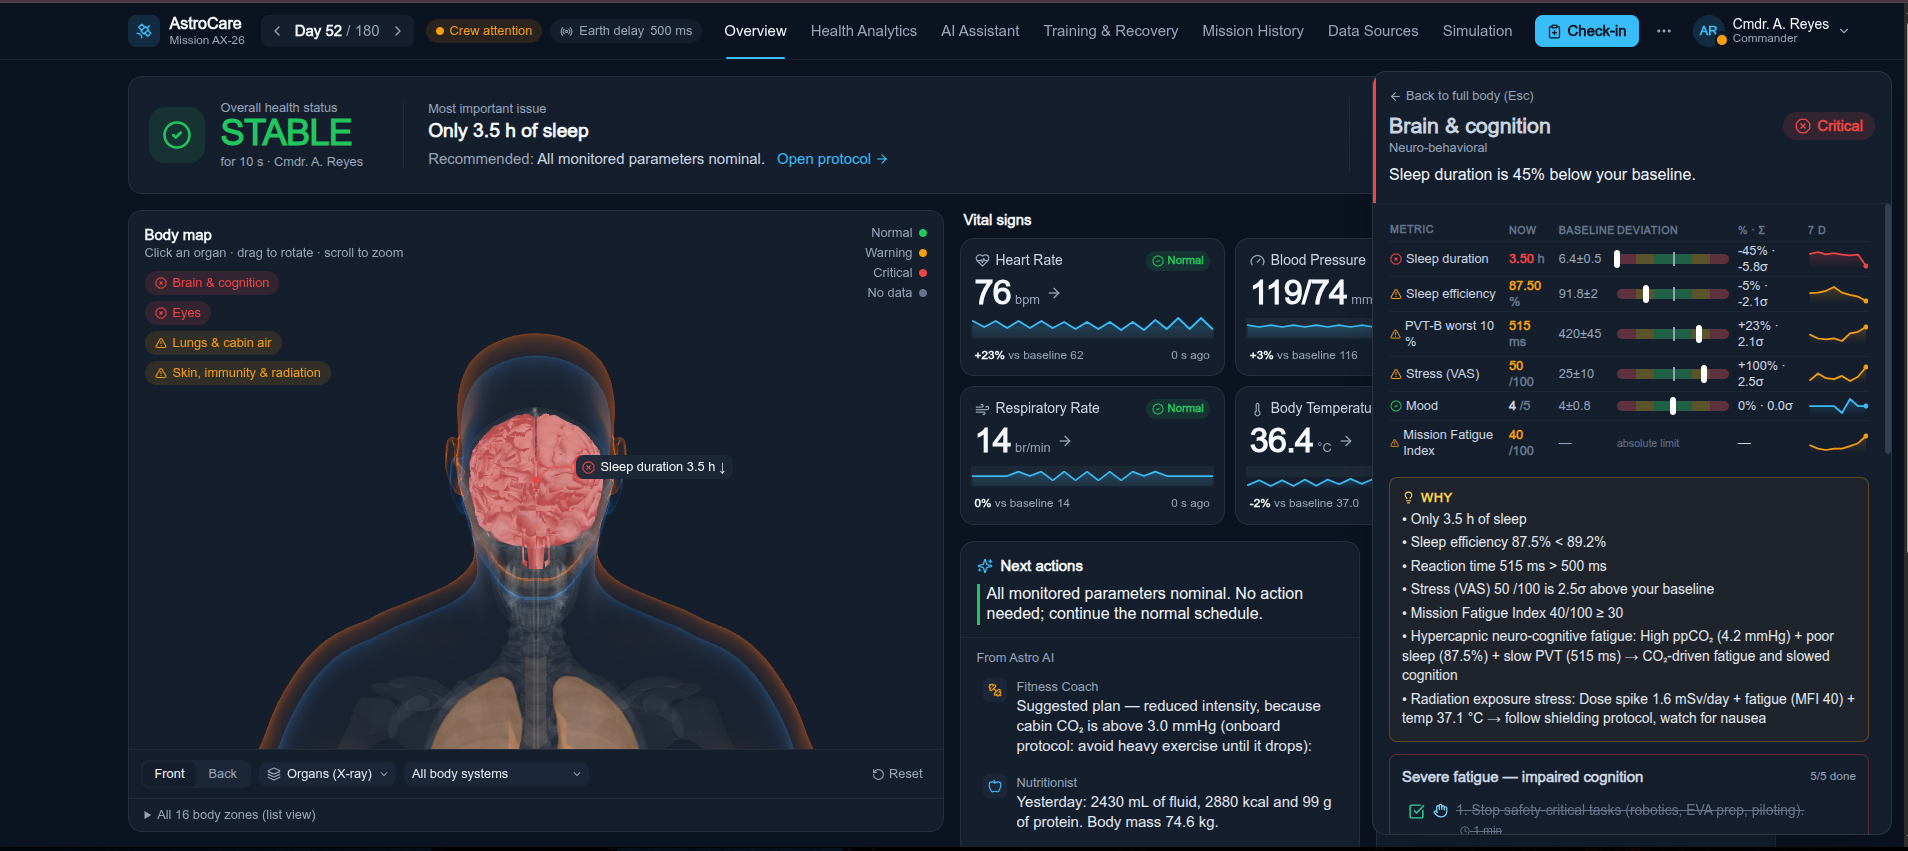 AstroCare
Mission AX-26
Day 52 / 180
Crew attention
Earth delay 500 ms
Overview
Health Analytics
AI Assistant
Training & Recovery
Mission History
Data Sources
Simulation
Check-in
AR
Cmdr. A. Reyes
Commander
Overall health status
STABLE
for 10 s · Cmdr. A. Reyes
Most important issue
Only 3.5 h of sleep
Recommended: All monitored parameters nominal. Open protocol →
Body map
Click an organ · drag to rotate · scroll to zoom
Brain & cognition
Eyes
Lungs & cabin air
Skin, immunity & radiation
Normal
Warning
Critical
No data
Sleep duration 3.5 h ↓
Front
Back
Organs (X-ray)
All body systems
Reset
All 16 body zones (list view)
Vital signs
Heart Rate
Normal
76 bpm →
+23% vs baseline 62
0 s ago
Blood Pressure
119/74 mm
+3% vs baseline 116
Respiratory Rate
Normal
14 br/min →
0% vs baseline 14
0 s ago
Body Temperatu
36.4 °C →
-2% vs baseline 37.0
Next actions
All monitored parameters nominal. No action
needed; continue the normal schedule.
From Astro AI
Fitness Coach
Suggested plan — reduced intensity, because
cabin CO₂ is above 3.0 mmHg (onboard
protocol: avoid heavy exercise until it drops):
Nutritionist
Yesterday: 2430 mL of fluid, 2880 kcal and 99 g
of protein. Body mass 74.6 kg.
← Back to full body (Esc)
Brain & cognition
Critical
Neuro-behavioral
Sleep duration is 45% below your baseline.
METRIC NOW BASELINE DEVIATION % · Σ 7 D
Sleep duration 3.50 h 6.4±0.5 -45% ·
-5.8σ
Sleep efficiency 87.50
% 91.8±2 -5% ·
-2.1σ
PVT-B worst 10
% 515
ms 420±45 +23% ·
2.1σ
Stress (VAS) 50
/100 25±10 +100% ·
2.5σ
Mood 4 /5 4±0.8 0% · 0.0σ
Mission Fatigue
Index 40
/100 — absolute limit —
WHY
• Only 3.5 h of sleep
• Sleep efficiency 87.5% < 89.2%
• Reaction time 515 ms > 500 ms
• Stress (VAS) 50 /100 is 2.5σ above your baseline
• Mission Fatigue Index 40/100 ≥ 30
• Hypercapnic neuro-cognitive fatigue: High ppCO₂ (4.2 mmHg) + poor
sleep (87.5%) + slow PVT (515 ms) → CO₂-driven fatigue and slowed
cognition
• Radiation exposure stress: Dose spike 1.6 mSv/day + fatigue (MFI 40) +
temp 37.1 °C → follow shielding protocol, watch for nausea
Severe fatigue — impaired cognition
5/5 done
1. Stop safety-critical tasks (robotics, EVA prep, piloting).
1 min